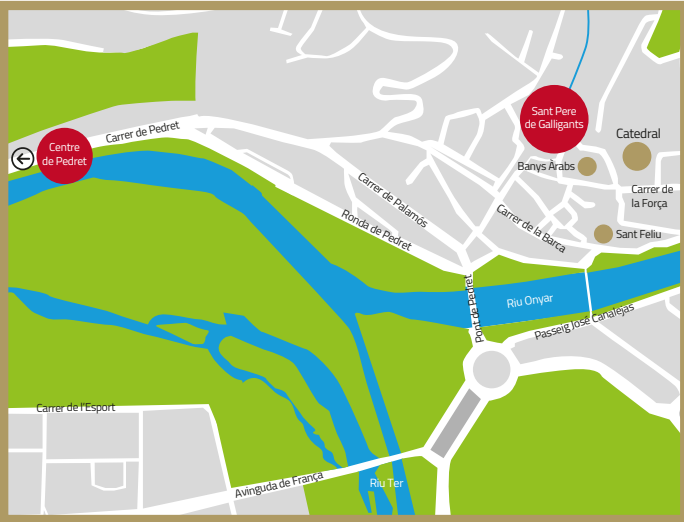 Sant Pere
de Galligants
Carrer de Pedret
Catedral
Centre
de Pedret
Banys Àrabs
Carrer de Palamós
Carrer de
la Força
Ronda de Pedret
Carrer de la Barca
Sant Feliu
Pont de Pedret
Riu Onyar
Passeig José Canalejas
Carrer de l'Esport
Avinguda de França
Riu Ter